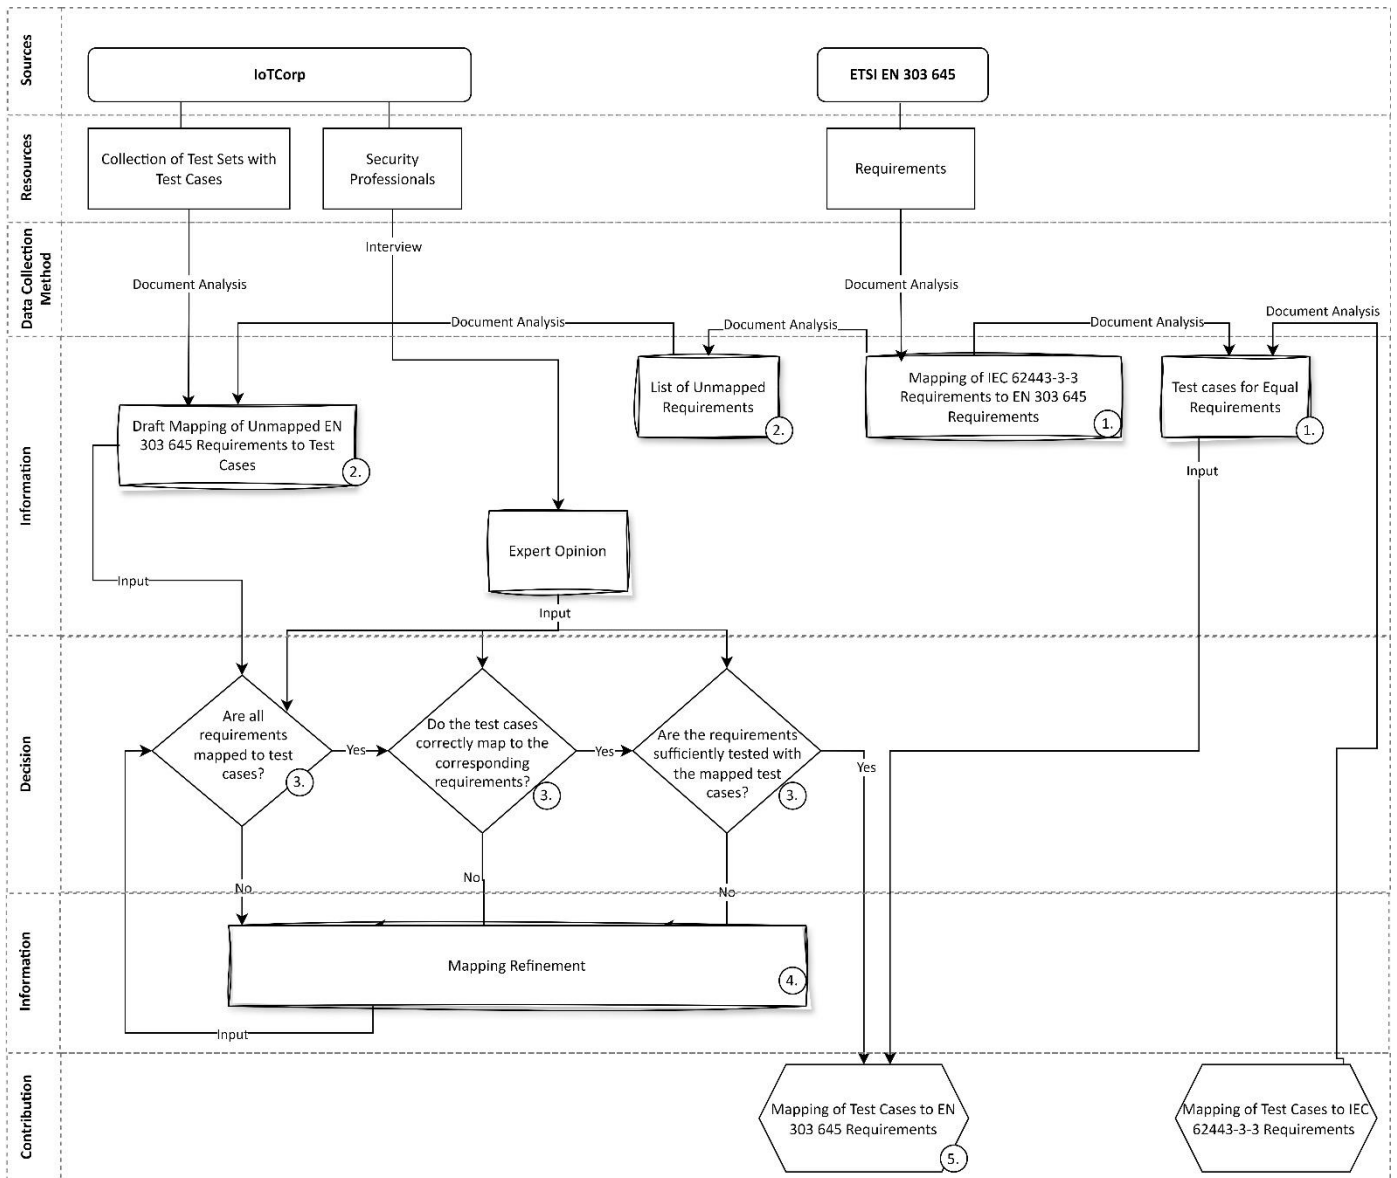 Sources
IoTCorp
ETSI EN 303 645
Resources
Collection of Test Sets with
Test Cases
Security
Professionals
Requirements
Data Collection
Method
Interview
Document Analysis
Document Analysis
Document Analysis
Document Analysis
Document Analysis
Document Analysis
Information
List of Unmapped
Requirements
2.
Mapping of IEC 62443-3-3
Requirements to EN 303 645
Requirements
1.
Test cases for Equal
Requirements
1.
Draft Mapping of Unmapped EN
303 645 Requirements to Test
Cases
2.
Input
Expert Opinion
Input
Input
Decision
Are all
requirements
mapped to test
cases?
3.
Yes
Do the test cases
correctly map to the
corresponding
requirements?
3.
Yes
Are the requirements
sufficiently tested with
the mapped test
cases?
3.
Yes
No
No
No
Information
Mapping Refinement
4.
Input
Contribution
Mapping of Test Cases to EN
303 645 Requirements
5.
Mapping of Test Cases to IEC
62443-3-3 Requirements